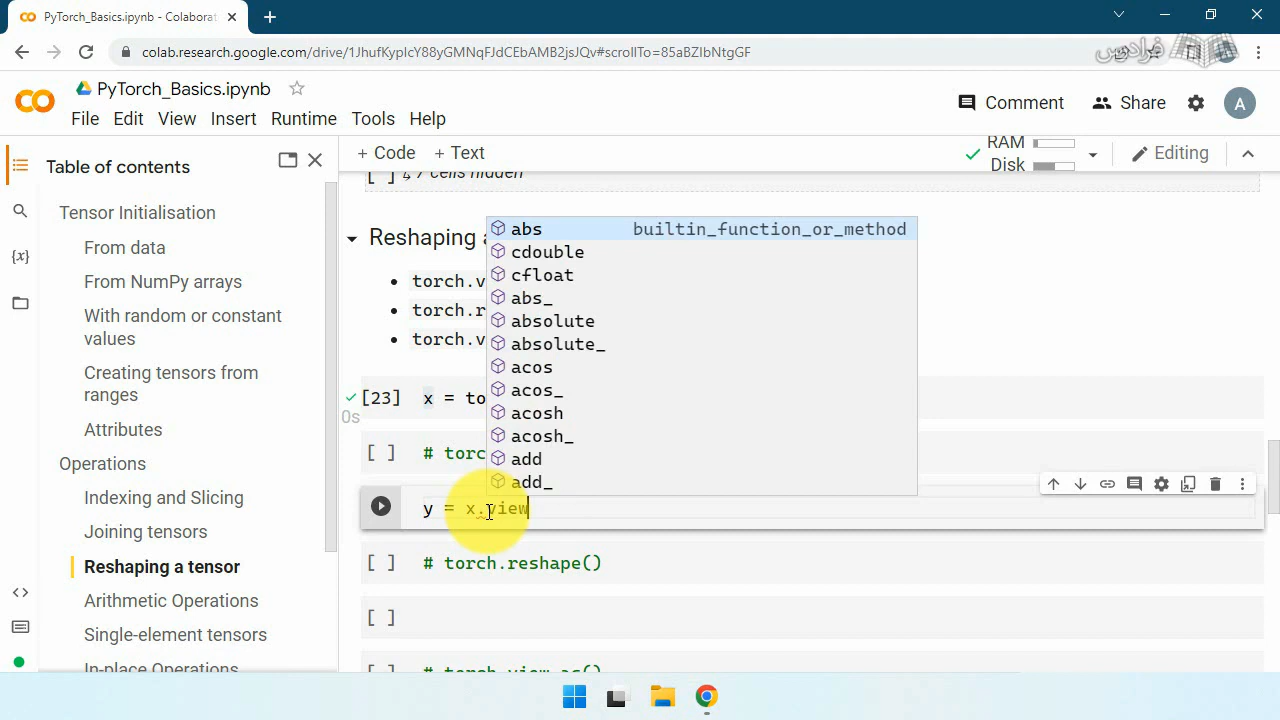 PyTorch_Basics.ipynb - Colaborat
colab.research.google.com/drive/1JhufKyplcY88yGMNqFJdCEbAMB2jsJQv#scrollTo=85aBZIbNtgGF
فرادرس
PyTorch_Basics.ipynb
File Edit View Insert Runtime Tools Help
Comment Share A
Table of contents
+ Code + Text
RAM
Disk
Editing
Tensor Initialisation
From data
From NumPy arrays
With random or constant
values
Creating tensors from
ranges
Attributes
Operations
Indexing and Slicing
Joining tensors
Reshaping a tensor
Arithmetic Operations
Single-element tensors
In-place Operations
[ ] ↳ 7 cells hidden
Reshaping a
torch.v
torch.r
torch.v
abs builtin_function_or_method
cdouble
cfloat
abs_
absolute
absolute_
acos
acos_
acosh
acosh_
add
add_
[23] x = to
0s
[ ] # torc
y = x.view
[ ] # torch.reshape()
[ ]
[ ] # torch.view_as()